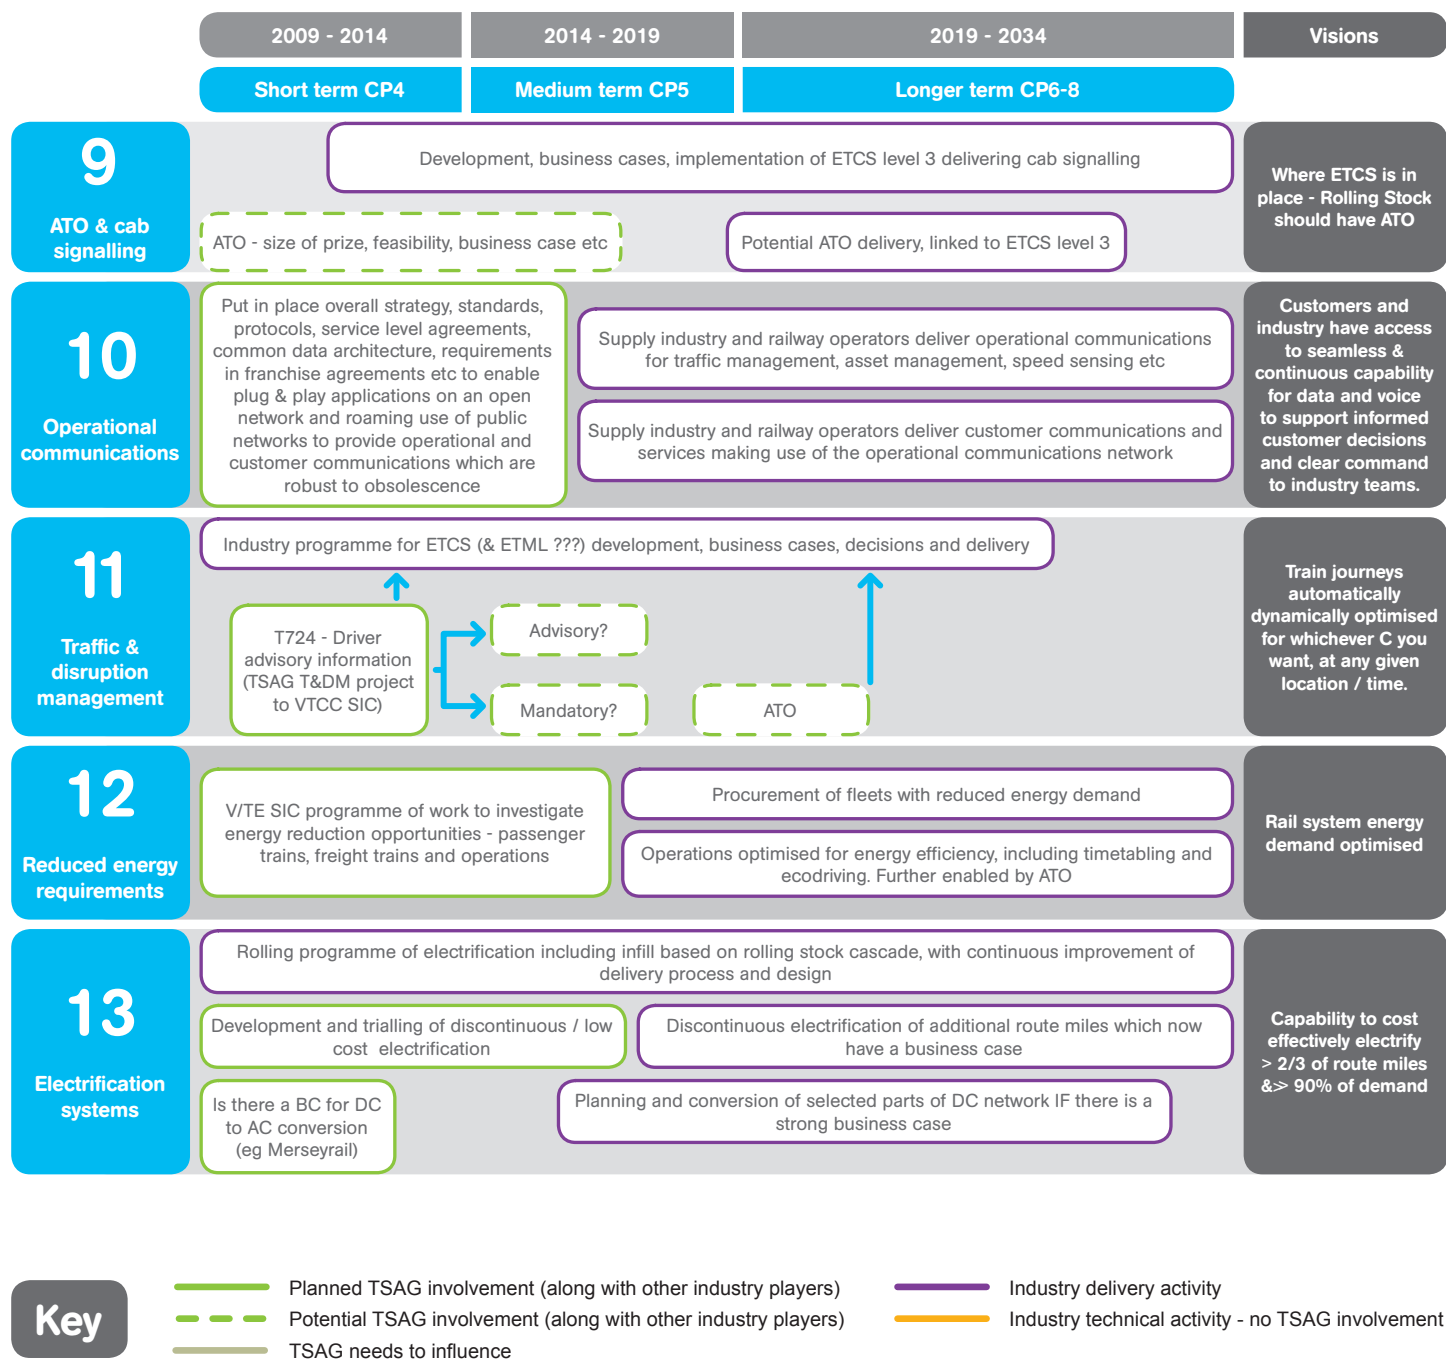 2009 - 2014
2014 - 2019
2019 - 2034
Visions
Short term CP4
Medium term CP5
Longer term CP6-8
9
ATO & cab
signalling
Development, business cases, implementation of ETCS level 3 delivering cab signalling
ATO - size of prize, feasibility, business case etc
Potential ATO delivery, linked to ETCS level 3
Where ETCS is in
place - Rolling Stock
should have ATO
10
Operational
communications
Put in place overall strategy, standards,
protocols, service level agreements,
common data architecture, requirements
in franchise agreements etc to enable
plug & play applications on an open
network and roaming use of public
networks to provide operational and
customer communications which are
robust to obsolescence
Supply industry and railway operators deliver operational communications
for traffic management, asset management, speed sensing etc
Supply industry and railway operators deliver customer communications and
services making use of the operational communications network
Customers and
industry have access
to seamless &
continuous capability
for data and voice
to support informed
customer decisions
and clear command
to industry teams.
11
Traffic &
disruption
management
Industry programme for ETCS (& ETML ???) development, business cases, decisions and delivery
T724 - Driver
advisory information
(TSAG T&DM project
to VTCC SIC)
Advisory?
Mandatory?
ATO
Train journeys
automatically
dynamically optimised
for whichever C you
want, at any given
location / time.
12
Reduced energy
requirements
V/TE SIC programme of work to investigate
energy reduction opportunities - passenger
trains, freight trains and operations
Procurement of fleets with reduced energy demand
Operations optimised for energy efficiency, including timetabling and
ecodriving. Further enabled by ATO
Rail system energy
demand optimised
13
Electrification
systems
Rolling programme of electrification including infill based on rolling stock cascade, with continuous improvement of
delivery process and design
Development and trialling of discontinuous / low
cost electrification
Discontinuous electrification of additional route miles which now
have a business case
Is there a BC for DC
to AC conversion
(eg Merseyrail)
Planning and conversion of selected parts of DC network IF there is a
strong business case
Capability to cost
effectively electrify
> 2/3 of route miles
&> 90% of demand
Key
Planned TSAG involvement (along with other industry players)
Potential TSAG involvement (along with other industry players)
TSAG needs to influence
Industry delivery activity
Industry technical activity - no TSAG involvement